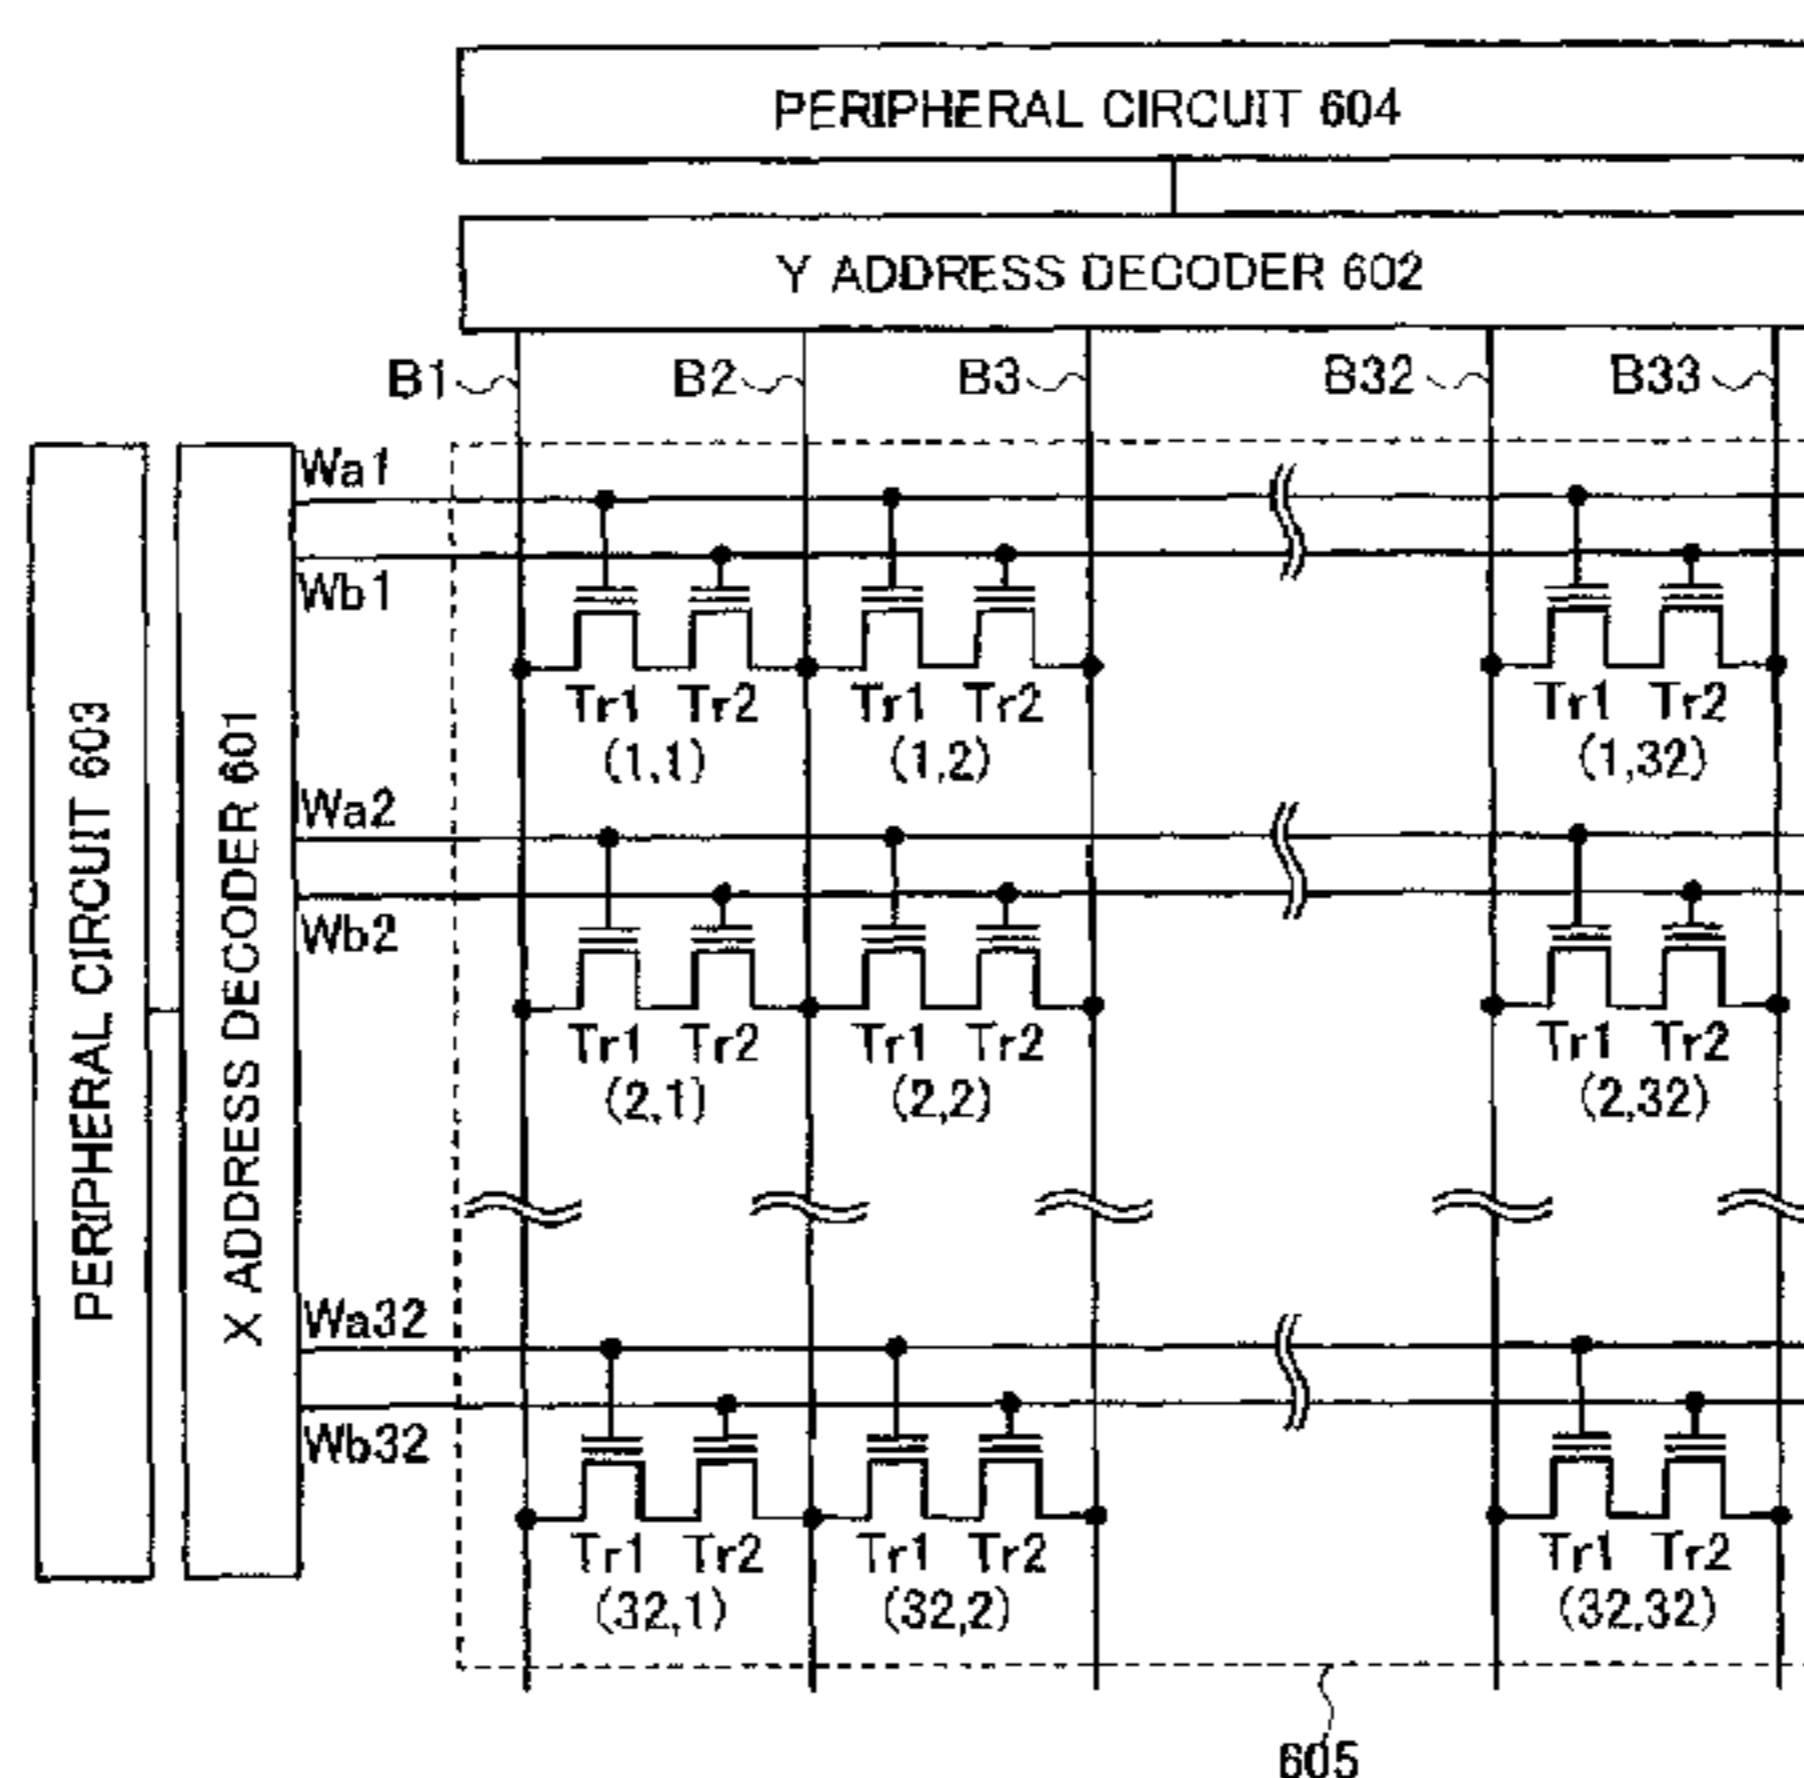 PERIPHERAL CIRCUIT 604
Y ADDRESS DECODER 602
B1 B2 B3 B32 B33
PERIPHERAL CIRCUIT 603
X ADDRESS DECODER 601
Wa1
Wb1
Tr1 Tr2 Tr1 Tr2 Tr1 Tr2
(1,1) (1,2) (1,32)
Wa2
Wb2
Tr1 Tr2 Tr1 Tr2 Tr1 Tr2
(2,1) (2,2) (2,32)
Wa32
Wb32
Tr1 Tr2 Tr1 Tr2 Tr1 Tr2
(32,1) (32,2) (32,32)
605